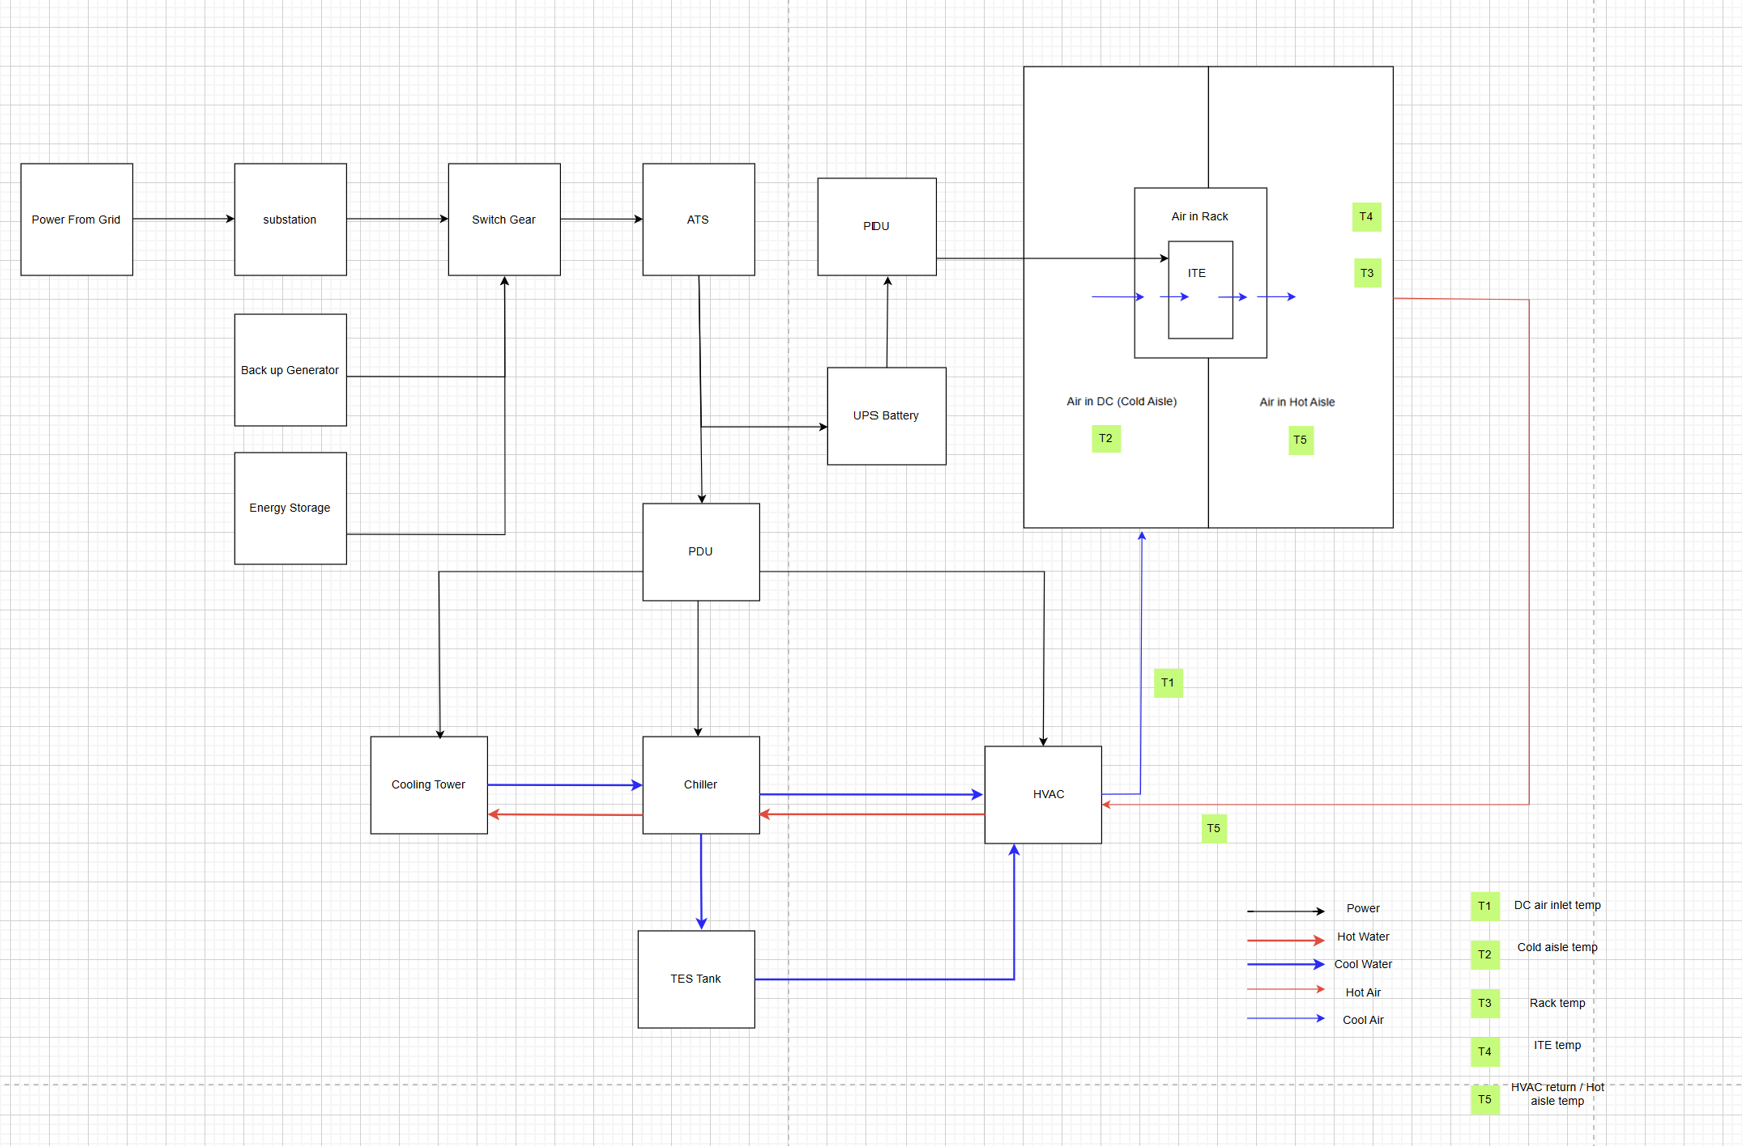 Power From Grid
substation
Switch Gear
ATS
PDU
Air in Rack
ITE
T4
T3
Back up Generator
UPS Battery
Air in DC (Cold Aisle)
Air in Hot Aisle
T2
T5
Energy Storage
PDU
T1
Cooling Tower
Chiller
HVAC
T5
TES Tank
Power
Hot Water
Cool Water
Hot Air
Cool Air
T1
DC air inlet temp
T2
Cold aisle temp
T3
Rack temp
T4
ITE temp
T5
HVAC return / Hot
aisle temp